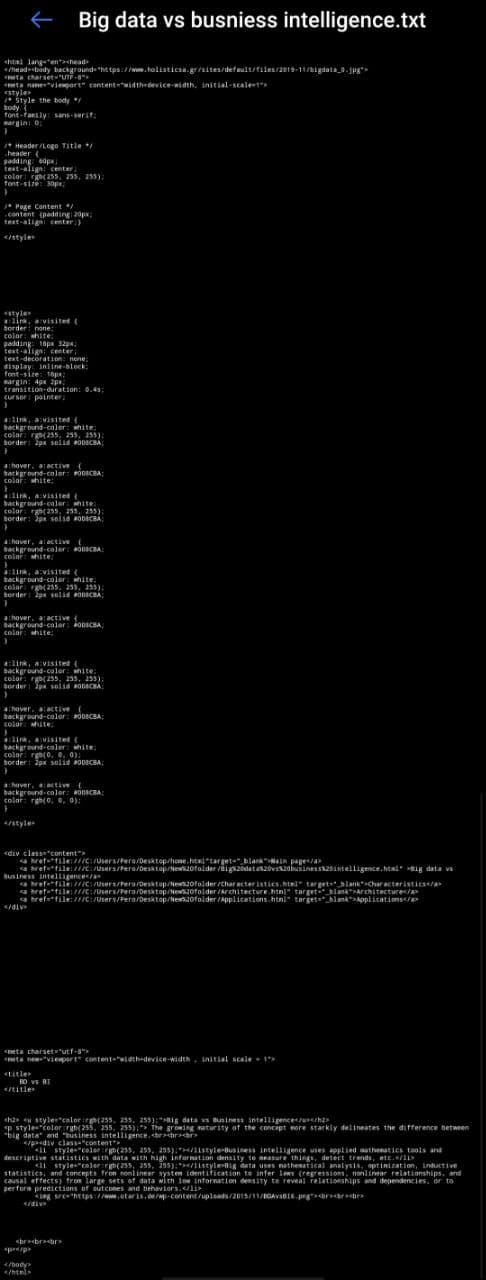 Big data vs busniess intelligence.txt
<html lang="en"><head>
</head><body background="https://www.holisticsa.gr/sites/default/files/2019-11/bigdata_0.jpg">
<meta charset="UTF-8">
<meta name="viewport" content="width=device-width, initial-scale=1">
<style>
/* Style the body */
body {
font-family: sans-serif;
margin: 0;
}
/* Header/Logo Title */
.header {
padding: 60px;
text-align: center;
color: rgb(255, 255, 255);
font-size: 30px;
}
/* Page Content */
.content {padding:20px;
text-align: center;}
</style>
<style>
a:link, a:visited {
border: none;
color: white;
padding: 16px 32px;
text-align: center;
text-decoration: none;
display: inline-block;
font-size: 16px;
margin: 4px 2px;
transition-duration: 0.4s;
cursor: pointer;
}
a:link, a:visited {
background-color: white;
color: rgb(255, 255, 255);
border: 2px solid #008CBA;
}
a:hover, a:active  {
background-color: #008CBA;
color: white;
}
a:link, a:visited {
background-color: white;
color: rgb(255, 255, 255);
border: 2px solid #008CBA;
}
a:hover, a:active  {
background-color: #008CBA;
color: white;
}
a:link, a:visited {
background-color: white;
color: rgb(255, 255, 255);
border: 2px solid #008CBA;
}
a:hover, a:active {
background-color: #008CBA;
color: white;
}
a:link, a:visited {
background-color: white;
color: rgb(255, 255, 255);
border: 2px solid #008CBA;
}
a:hover, a:active  {
background-color: #008CBA;
color: white;
}
a:link, a:visited {
background-color: white;
color: rgb(0, 0, 0);
border: 2px solid #008CBA;
}
a:hover, a:active  {
background-color: #008CBA;
color: rgb(0, 0, 0);
}
</style>
<div class="content">
<a href="file:///C:/Users/Pero/Desktop/home.html"target="_blank">Main page</a>
<a href="file:///C:/Users/Pero/Desktop/New%20folder/Big%20data%20vs%20business%20intelligence.html" >Big data vs
business intelligence</a>
<a href="file:///C:/Users/Pero/Desktop/New%20folder/Characteristics.html" target="_blank">Characteristics</a>
<a href="file:///C:/Users/Pero/Desktop/New%20folder/Architecture.html" target="_blank">Architecture</a>
<a href="file:///C:/Users/Pero/Desktop/New%20folder/Applications.html" target="_blank">Applications</a>
</div>
<meta charset="utf-8">
<meta new="viewport" content="width=device-width , initial scale = 1">
<title>
BD vs BI
</title>
<h2> <u style="color:rgb(255, 255, 255);">Big data vs Business intelligence</u></h2>
<p style="color:rgb(255, 255, 255);"> The growing maturity of the concept more starkly delineates the difference between
"big data" and "business intelligence.<br><br><br>
</p><div class="content">
<li  style="color:rgb(255, 255, 255);"></listyle>Business intelligence uses applied mathematics tools and
descriptive statistics with data with high information density to measure things, detect trends, etc.</li>
<li  style="color:rgb(255, 255, 255);"></listyle>Big data uses mathematical analysis, optimization, inductive
statistics, and concepts from nonlinear system identification to infer laws (regressions, nonlinear relationships, and
causal effects) from large sets of data with low information density to reveal relationships and dependencies, or to
perform predictions of outcomes and behaviors.</li>
<img src="https://www.otaris.de/wp-content/uploads/2015/11/BDAvsBI6.png"><br><br><br>
</div>
<br><br><br>
<p></p>
</body>
</html>